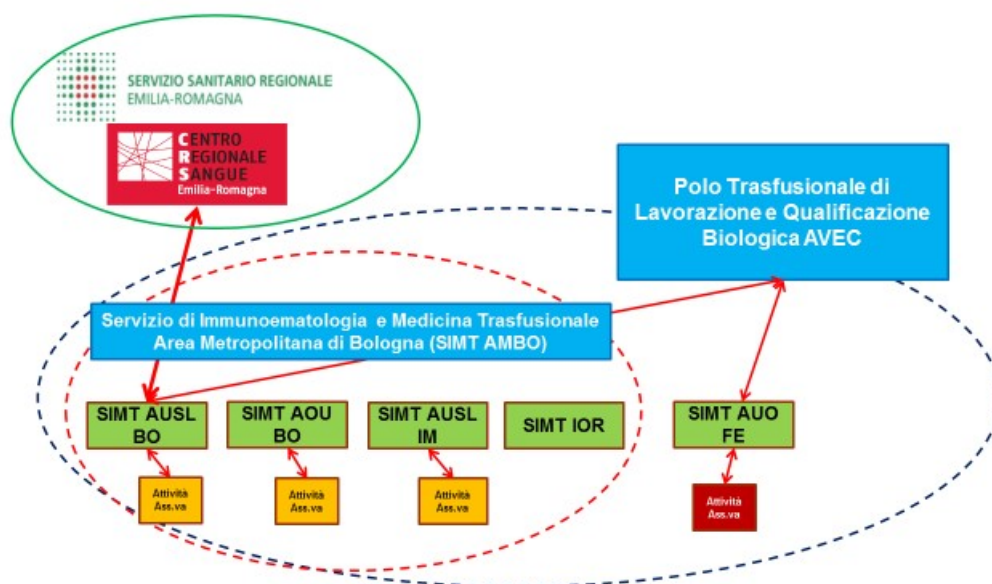 SERVIZIO SANITARIO REGIONALE
EMILIA-ROMAGNA
CENTRO
REGIONALE
SANGUE
Emilia-Romagna
Polo Trasfusionale di
Lavorazione e Qualificazione
Biologica AVEC
Servizio di Immunoematologia e Medicina Trasfusionale
Area Metropolitana di Bologna (SIMT AMBO)
SIMT AUSL
BO
SIMT AOU
BO
SIMT AUSL
IM
SIMT IOR
SIMT AUO
FE
Attività
Ass.va
Attività
Ass.va
Attività
Ass.va
Attività
Ass.va